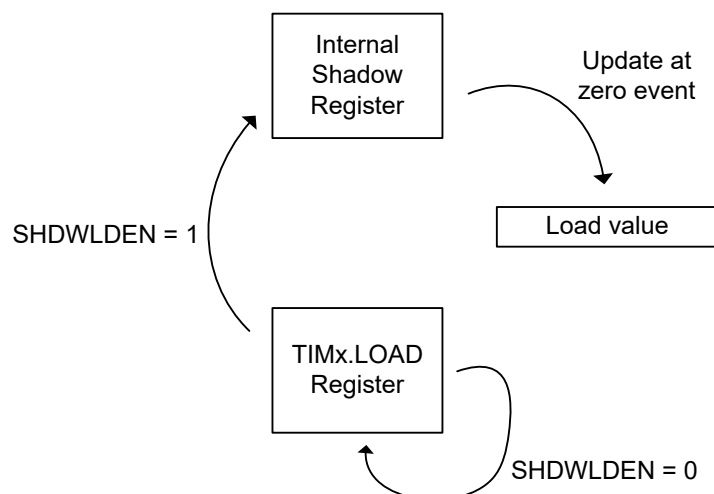 Internal
Shadow
Register
Update at
zero event
SHDWLDEN = 1
Load value
TIMx.LOAD
Register
SHDWLDEN = 0